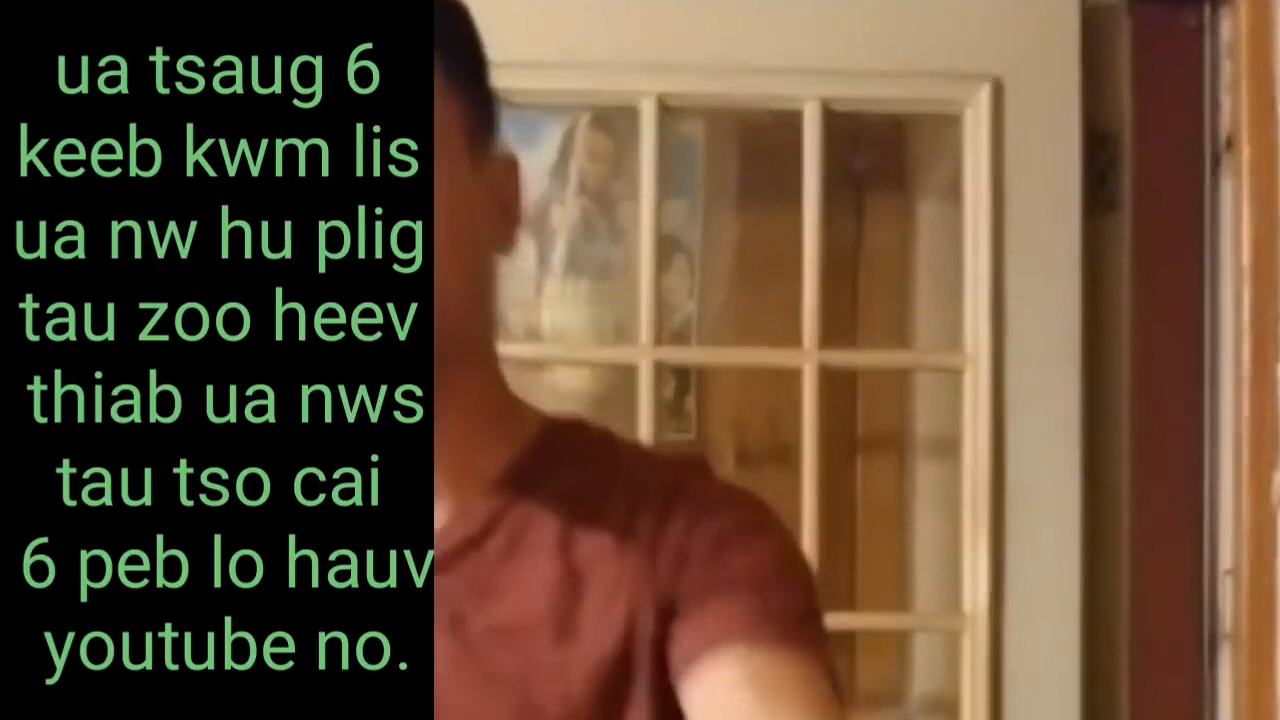 ua tsaug 6
keeb kwm lis
ua nw hu plig
tau zoo heev
thiab ua nws
tau tso cai
6 peb lo hauv
youtube no.